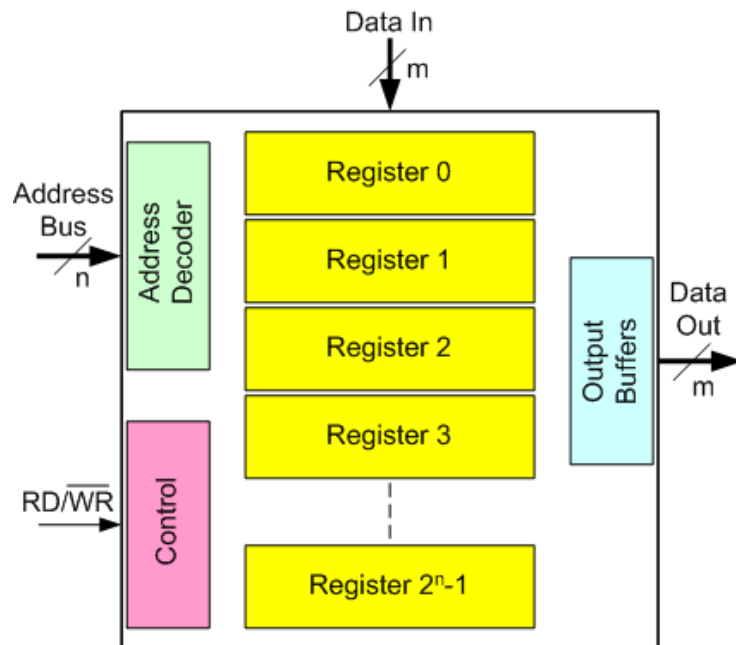 Data In
m
Address
Bus
n
Address
Decoder
Register 0
Register 1
Register 2
Register 3
Register 2ⁿ-1
Output
Buffers
Data
Out
m
RD/W̅R̅
Control